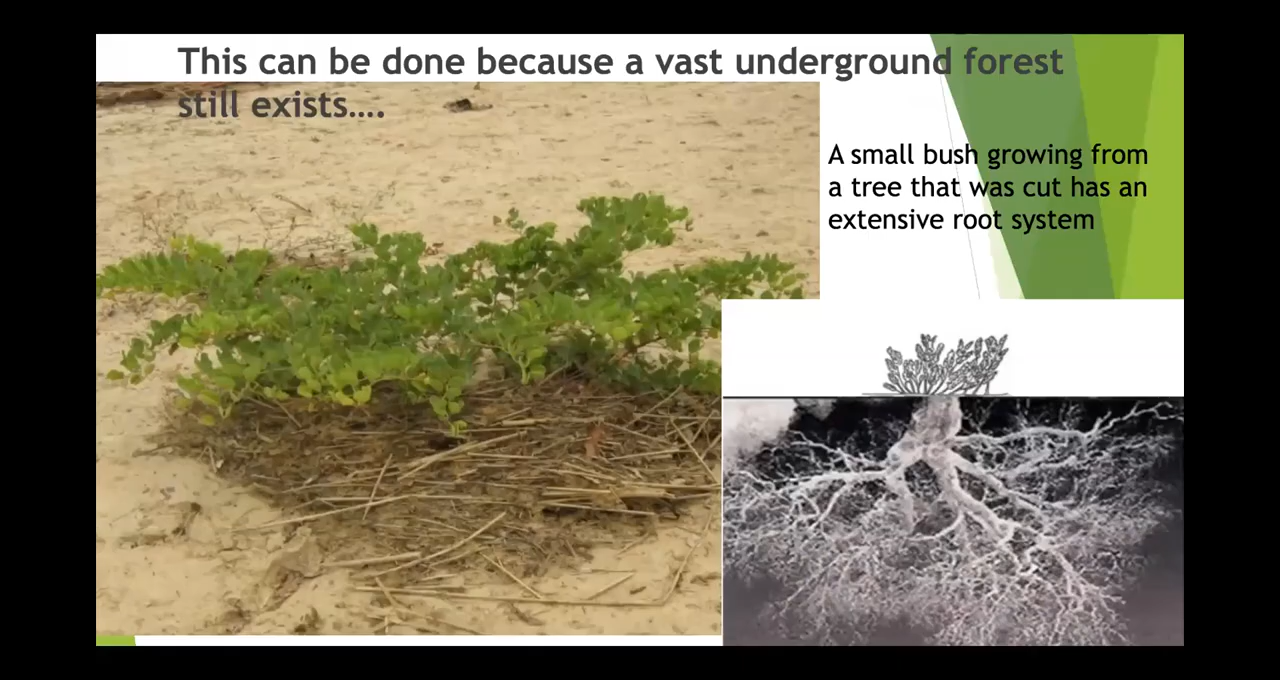 This can be done because a vast underground forest
still exists....
A small bush growing from
a tree that was cut has an
extensive root system